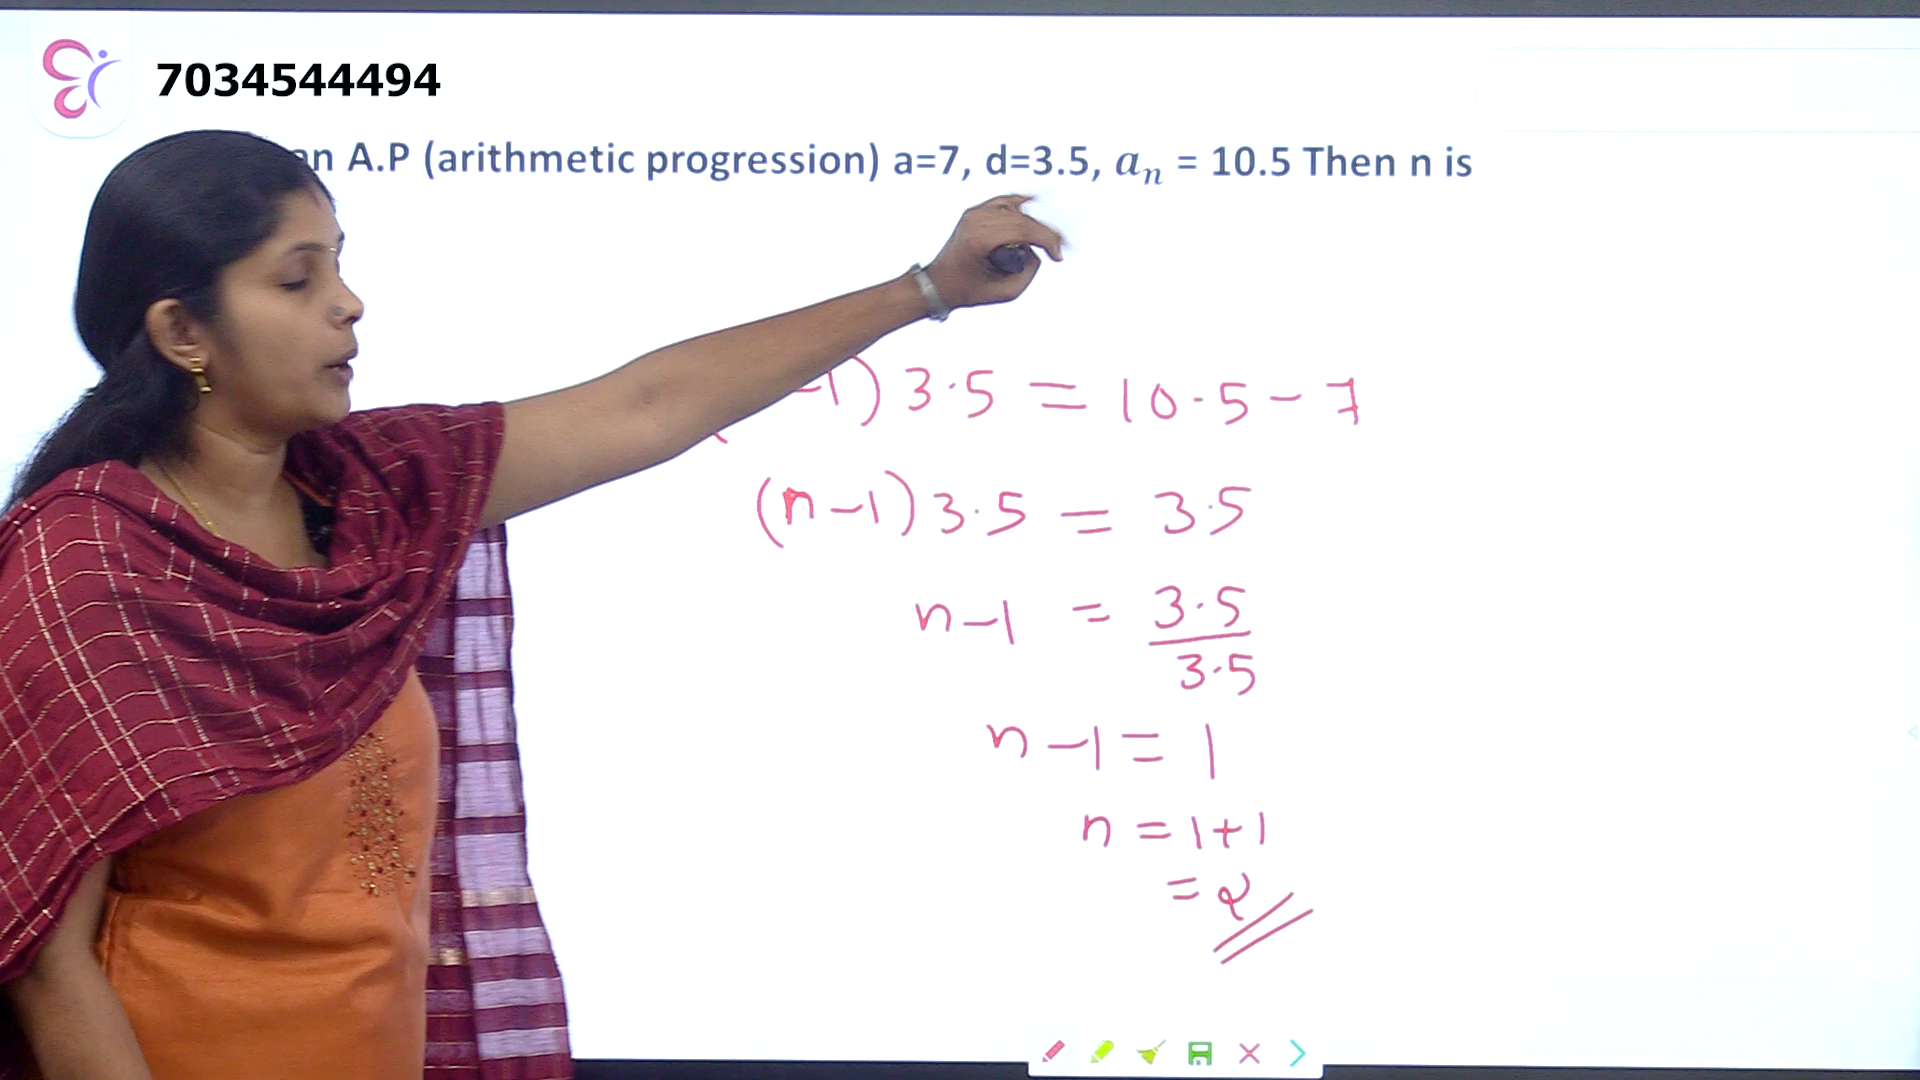 7034544494
an A.P (arithmetic progression) a=7, d=3.5, aₙ = 10.5 Then n is
-1) 3.5 = 10.5 - 7
(n-1) 3.5 = 3.5
n-1 = 3.5/3.5
n-1 = 1
n = 1+1
= 2